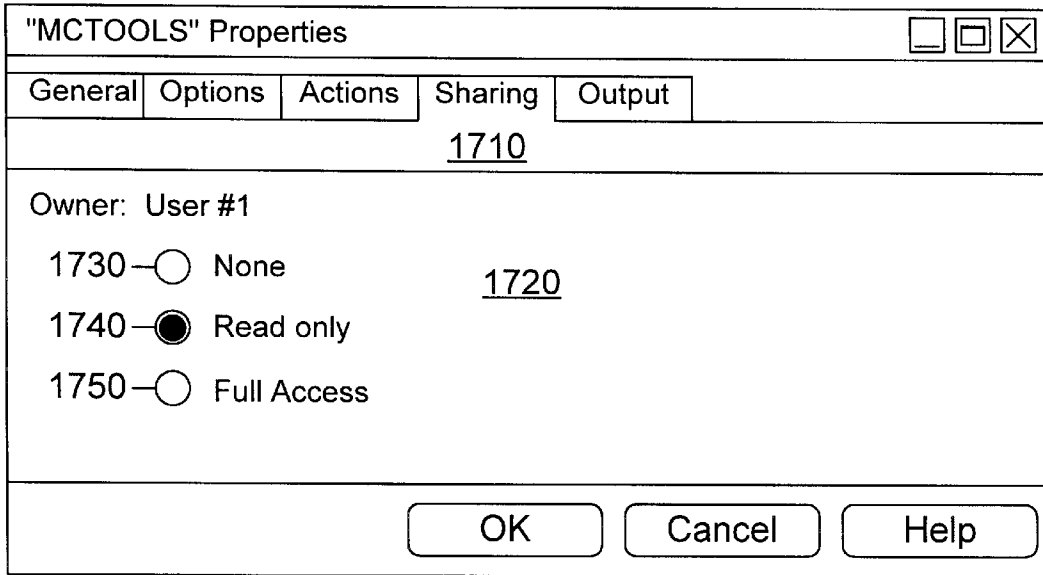 "MCTOOLS" Properties
General Options Actions Sharing Output
1710
Owner: User #1
1730 None
1720
1740 Read only
1750 Full Access
OK Cancel Help